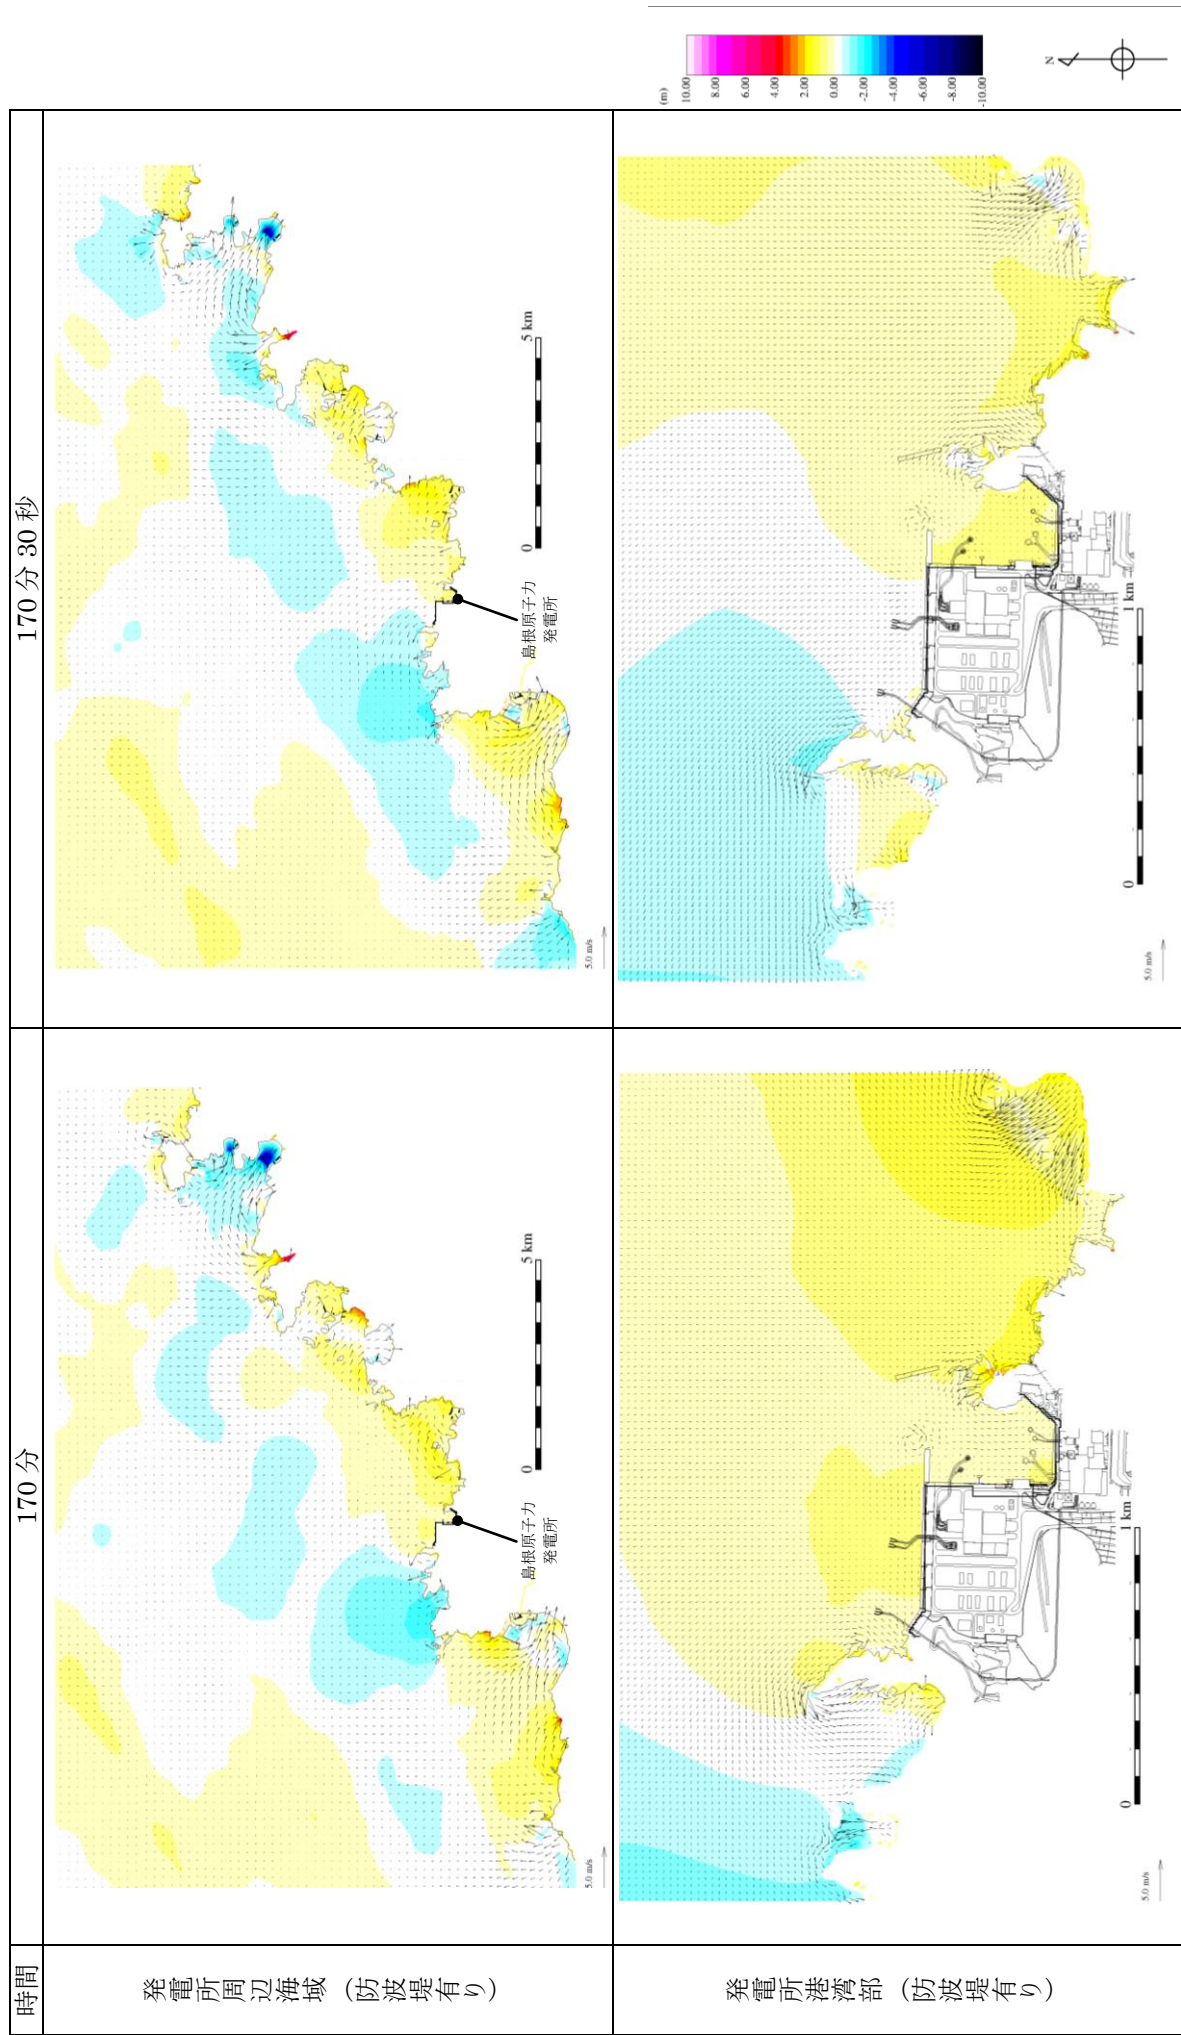 時間
170分
170分30秒
発電所周辺海域（防波堤有り）
島根原子力
発電所
0
5 km
5.0 m/s
島根原子力
発電所
0
5 km
5.0 m/s
発電所港湾部（防波堤有り）
0
1 km
5.0 m/s
0
1 km
5.0 m/s
(m)
10.00
8.00
6.00
4.00
2.00
0.00
-2.00
-4.00
-6.00
-8.00
-10.00
N